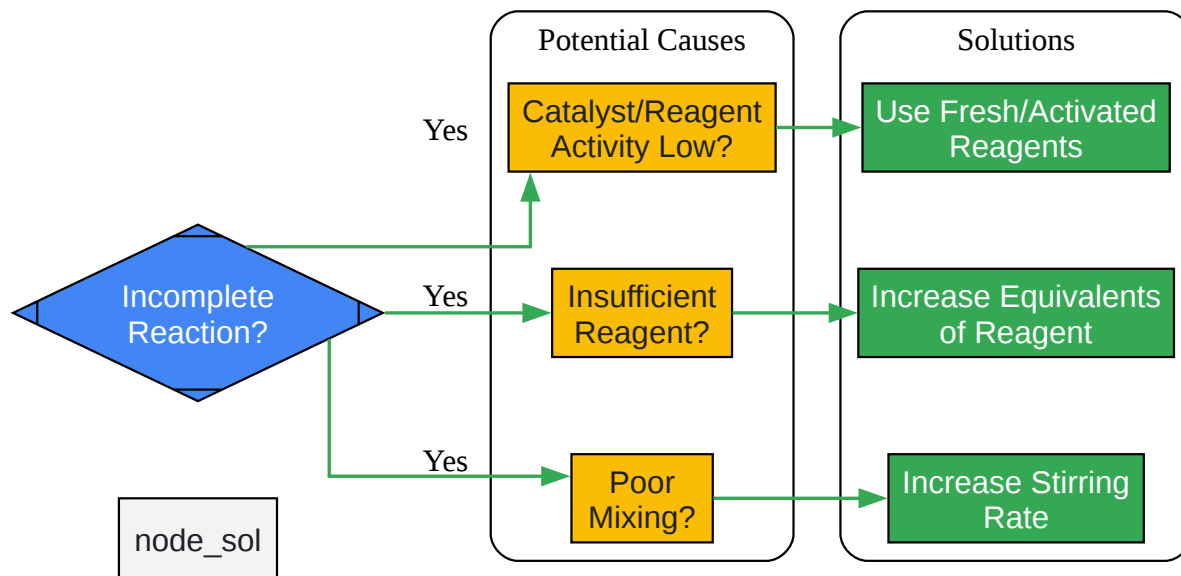 Potential Causes
Solutions
Yes
Catalyst/Reagent
Activity Low?
Use Fresh/Activated
Reagents
Incomplete
Reaction?
Yes
Insufficient
Reagent?
Increase Equivalents
of Reagent
Yes
Poor
Mixing?
Increase Stirring
Rate
node_sol